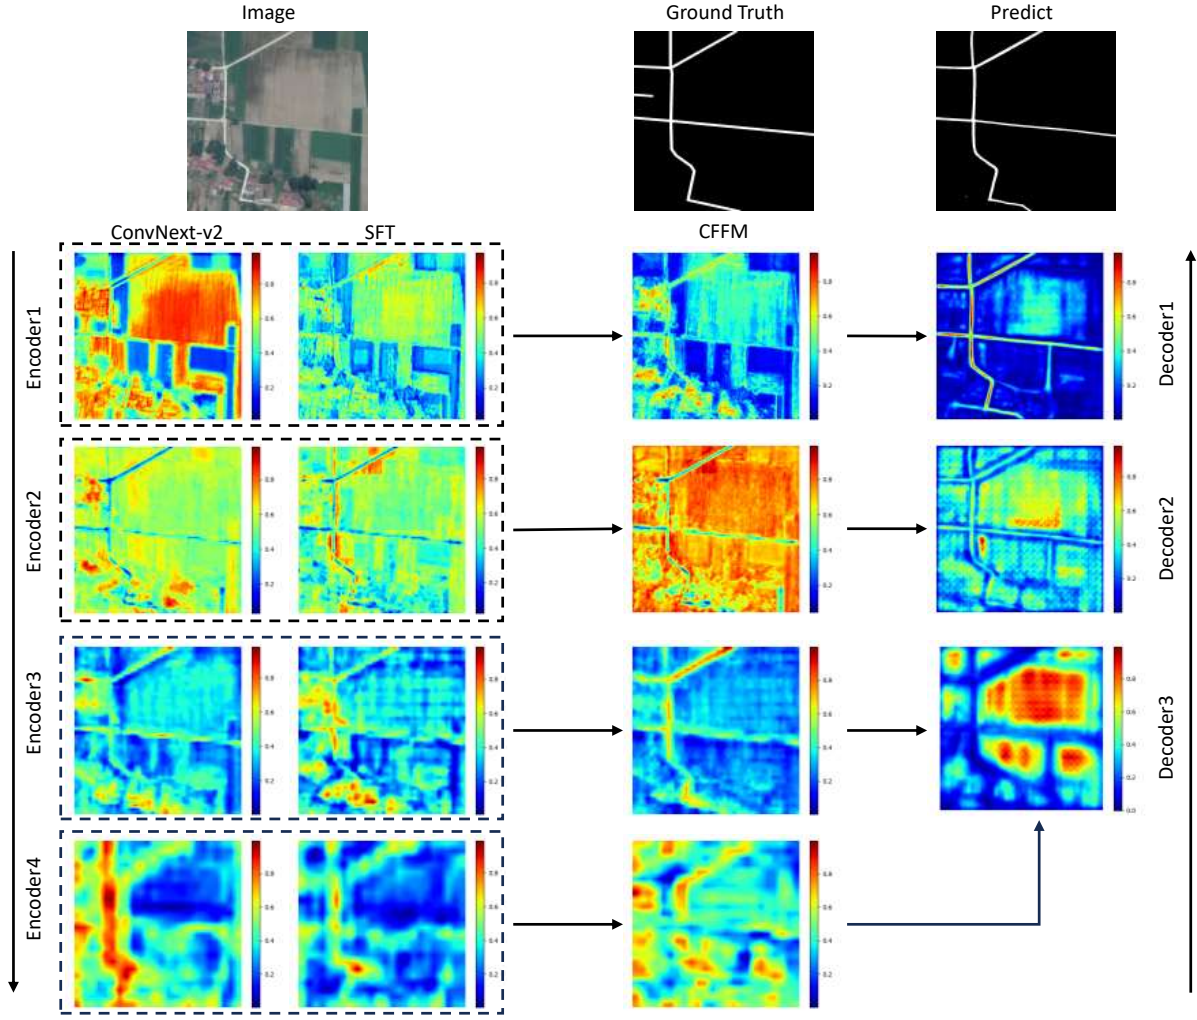 Image
Ground Truth
Predict
ConvNext-v2
SFT
CFFM
Encoder1
Decoder1
Encoder2
Decoder2
Encoder3
Decoder3
Encoder4